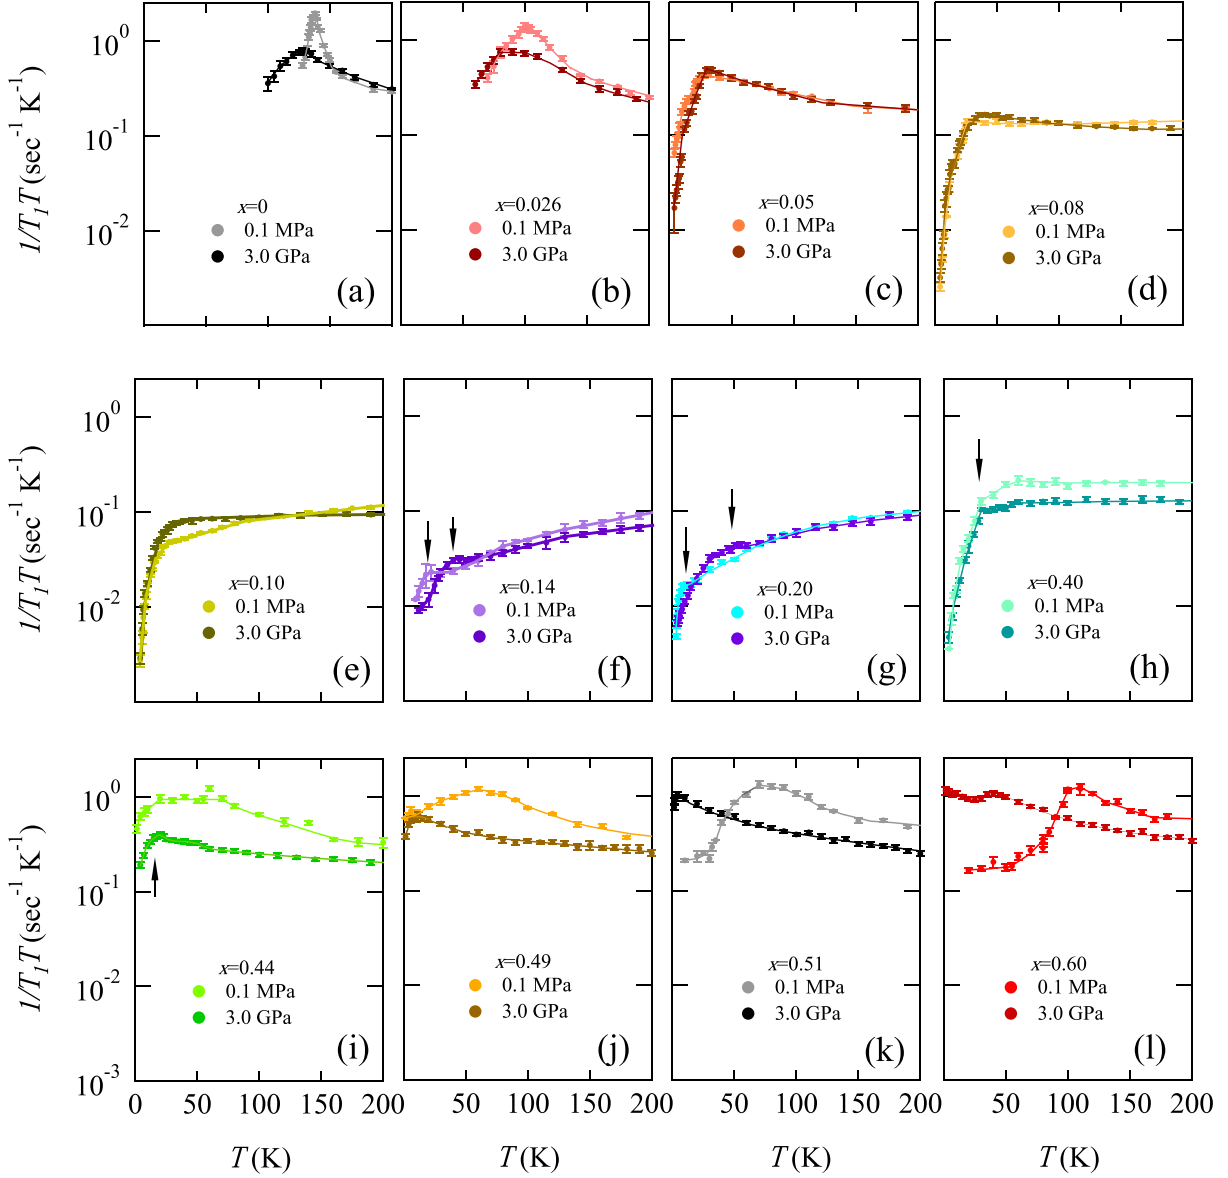 1/T₁T (sec⁻¹ K⁻¹)
10⁰
10⁻¹
10⁻²
x=0
0.1 MPa
3.0 GPa
(a)
x=0.026
0.1 MPa
3.0 GPa
(b)
x=0.05
0.1 MPa
3.0 GPa
(c)
x=0.08
0.1 MPa
3.0 GPa
(d)
1/T₁T (sec⁻¹ K⁻¹)
10⁰
10⁻¹
10⁻²
x=0.10
0.1 MPa
3.0 GPa
(e)
x=0.14
0.1 MPa
3.0 GPa
(f)
x=0.20
0.1 MPa
3.0 GPa
(g)
x=0.40
0.1 MPa
3.0 GPa
(h)
1/T₁T (sec⁻¹ K⁻¹)
10⁰
10⁻¹
10⁻²
10⁻³
x=0.44
0.1 MPa
3.0 GPa
(i)
x=0.49
0.1 MPa
3.0 GPa
(j)
x=0.51
0.1 MPa
3.0 GPa
(k)
x=0.60
0.1 MPa
3.0 GPa
(l)
0 50 100 150 200
50 100 150 200
50 100 150 200
50 100 150 200
T (K)
T (K)
T (K)
T (K)